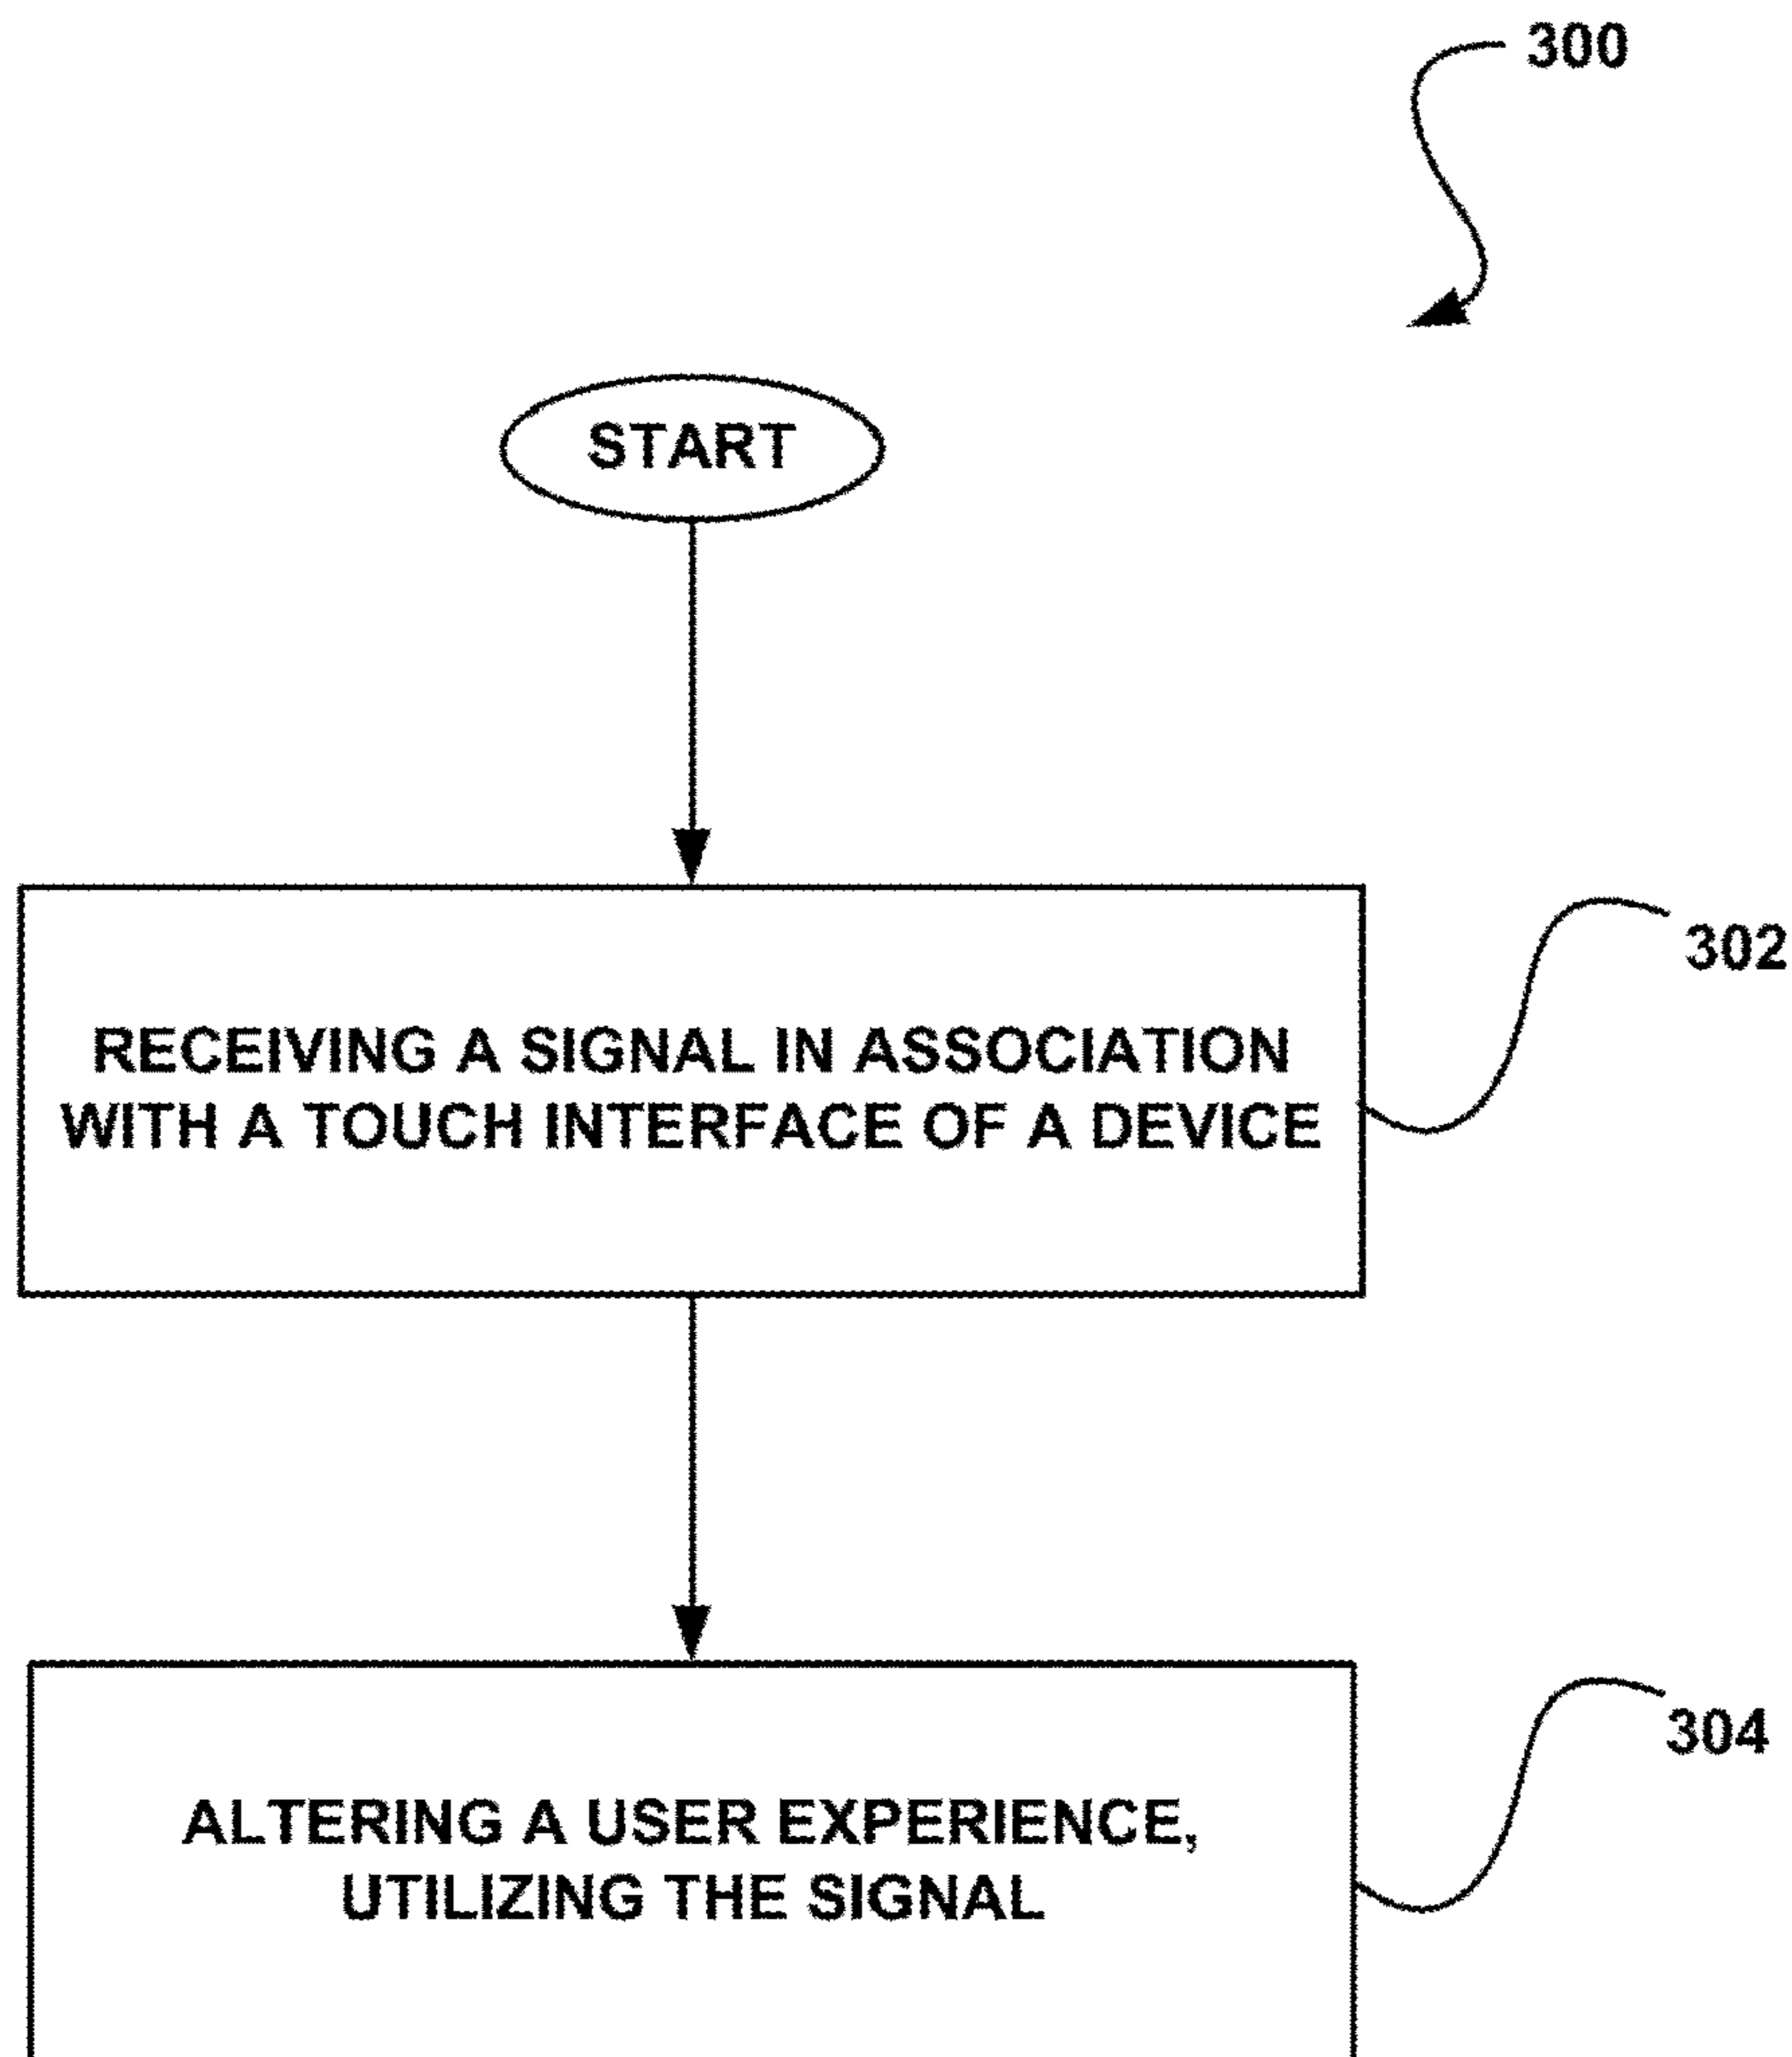 300
START
302
RECEIVING A SIGNAL IN ASSOCIATION
WITH A TOUCH INTERFACE OF A DEVICE
304
ALTERING A USER EXPERIENCE,
UTILIZING THE SIGNAL